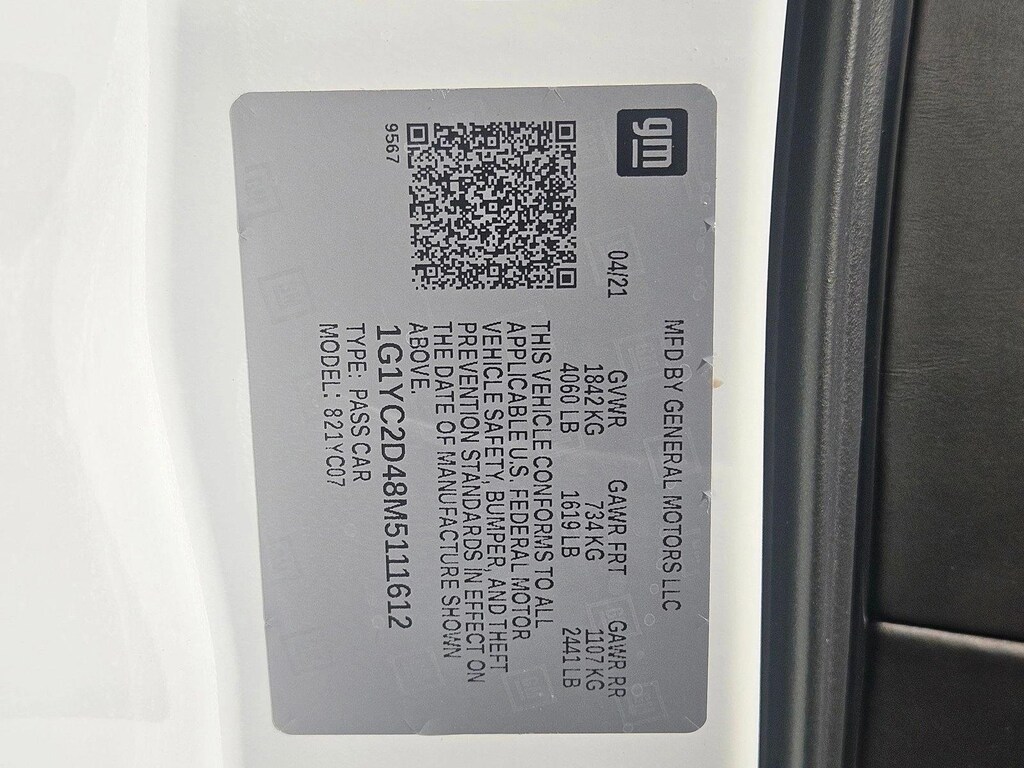 gm
MFD BY GENERAL MOTORS LLC
04/21
GVWR GAWR FRT GAWR RR
1842 KG 734 KG 1107 KG
4060 LB 1619 LB 2441 LB
THIS VEHICLE CONFORMS TO ALL
APPLICABLE U.S. FEDERAL MOTOR
VEHICLE SAFETY, BUMPER, AND THEFT
PREVENTION STANDARDS IN EFFECT ON
THE DATE OF MANUFACTURE SHOWN
ABOVE.
1G1YC2D48M5111612
TYPE: PASS CAR
MODEL: 821YC07
9567